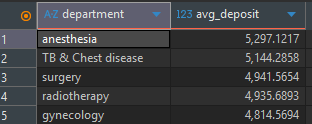 A-Z department 123 avg_deposit
1 anesthesia 5,297.1217
2 TB & Chest disease 5,144.2858
3 surgery 4,941.5654
4 radiotherapy 4,935.6893
5 gynecology 4,814.5694